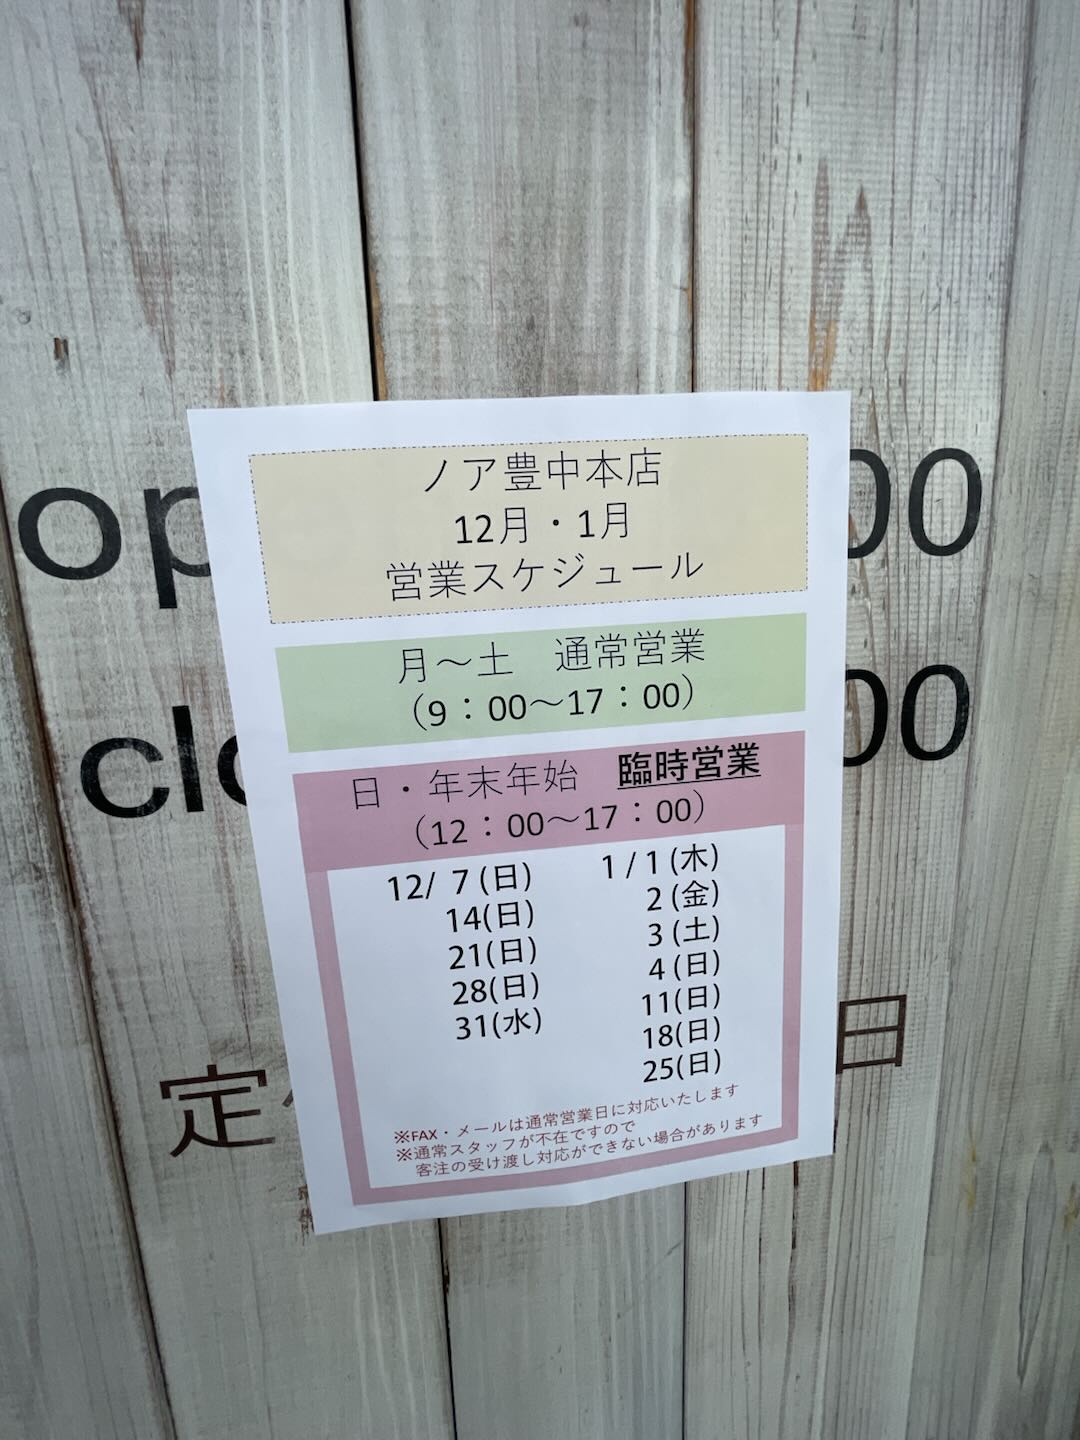 ノア豊中本店
12月・1月
営業スケジュール
月～土　通常営業
（9：00～17：00）
日・年末年始　臨時営業
（12：00～17：00）
12/ 7 (日)
14(日)
21(日)
28(日)
31(水)
1 / 1 (木)
2 (金)
3 (土)
4 (日)
11(日)
18(日)
25(日)
※FAX・メールは通常営業日に対応いたします
※通常スタッフが不在ですので
客注の受け渡し対応ができない場合があります
op
00
clo
00
定
日